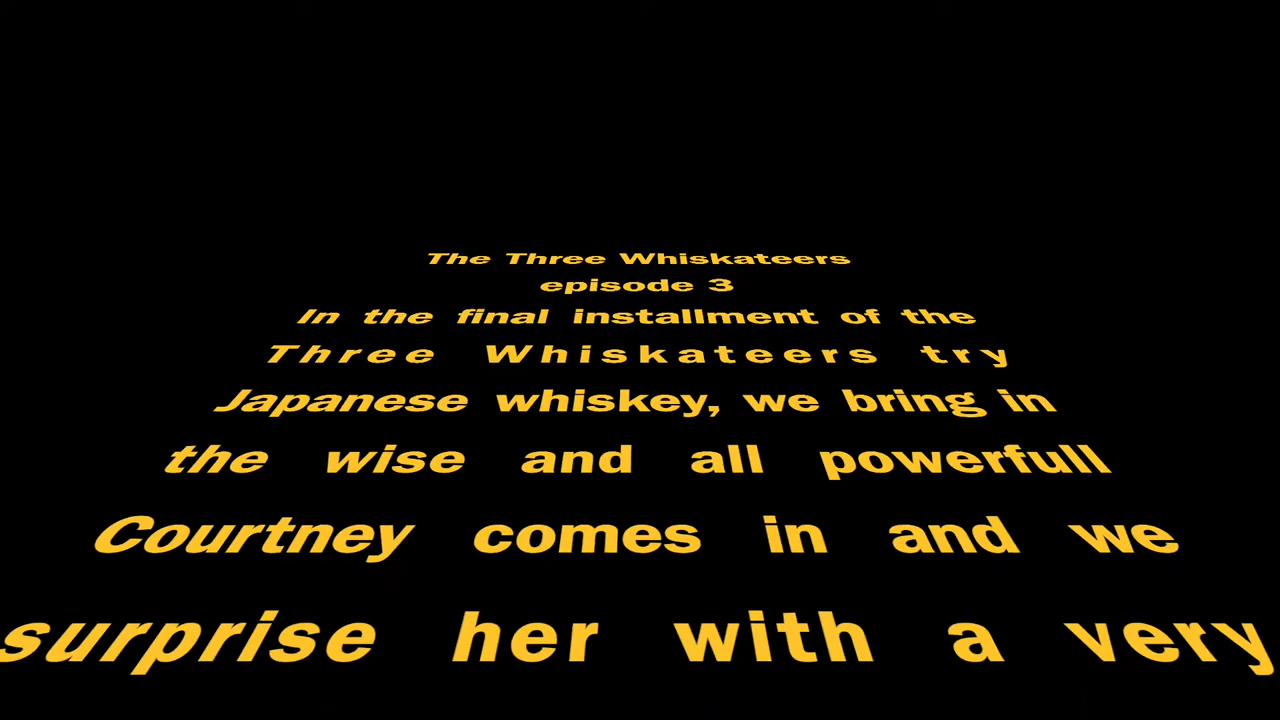 The Three Whiskateers
episode 3
In the final installment of the
Three Whiskateers try
Japanese whiskey, we bring in
the wise and all powerfull
Courtney comes in and we
surprise her with a very